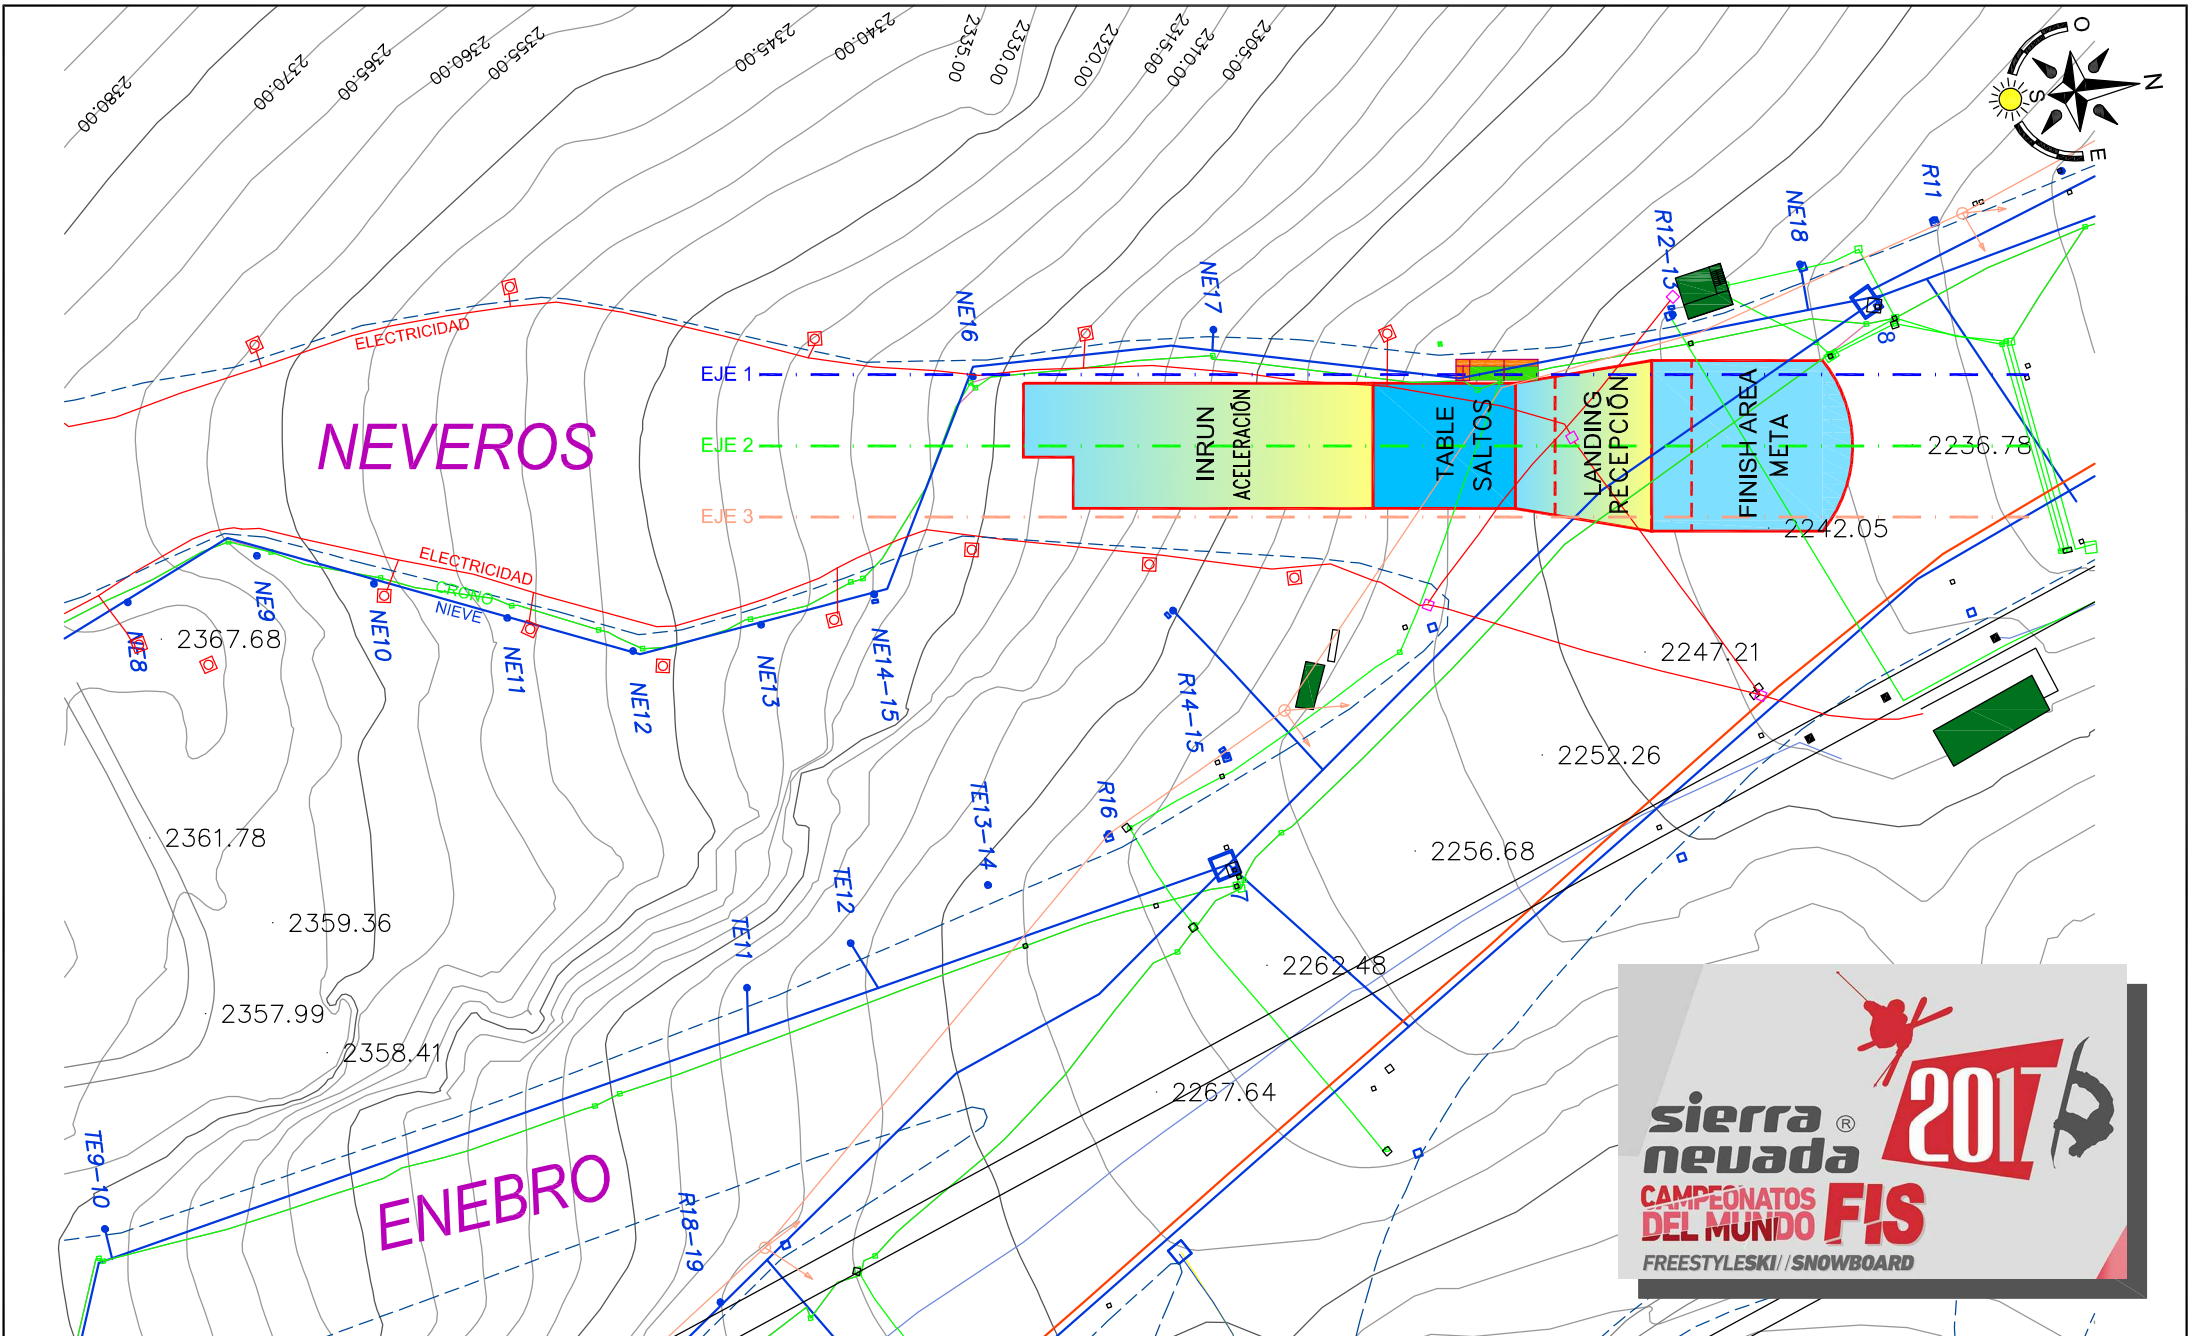 2380.00
2370.00
2365.00
2360.00
2355.00
2345.00
2340.00
2335.00
2330.00
2320.00
2315.00
2310.00
2305.00
O
N
S
E
R11
NE18
R12-13
NE17
NE16
8
ELECTRICIDAD
EJE 1
EJE 2
EJE 3
NEVEROS
INRUN
ACELERACIÓN
TABLE
SALTOS
LANDING
RECEPCIÓN
FINISH AREA
META
2236.78
2242.05
ELECTRICIDAD
CRONO
NIEVE
NE8
NE9
NE10
NE11
NE12
NE13
NE14-15
2367.68
2247.21
R14-15
2252.26
R16
TE13-14
TE12
TE11
7
2361.78
2256.68
2359.36
2262.48
2357.99
2358.41
2267.64
TE9-10
ENEBRO
R18-19
2017
sierra ®
nevada
CAMPEONATOS
DEL MUNDO
FIS
FREESTYLESKI//SNOWBOARD